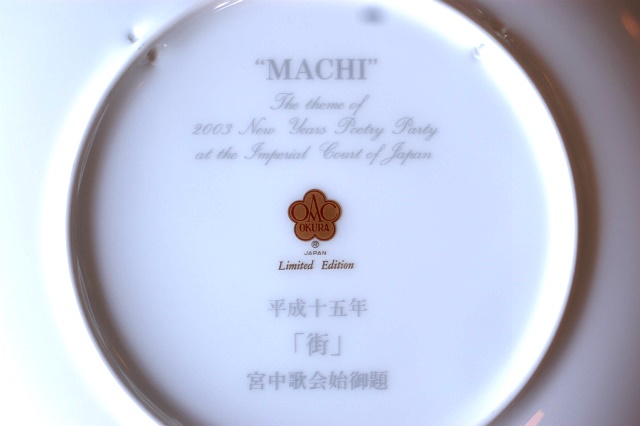 “MACHI”
The theme of
2003 New Years Poetry Party
at the Imperial Court of Japan
OAC
OKURA
®
JAPAN
Limited Edition
平成十五年
「街」
宮中歌会始御題